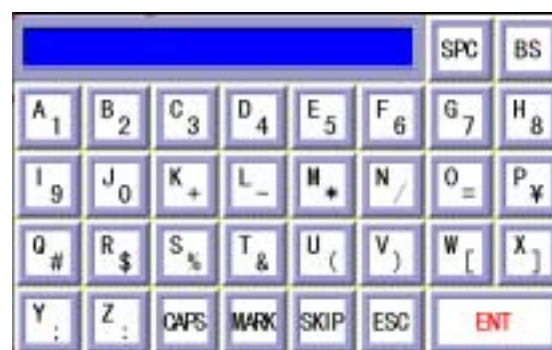 SPC BS
A 1 B 2 C 3 D 4 E 5 F 6 G 7 H 8
I 9 J 0 K + L - M * N / O = P ¥
Q # R $ S % T & U ( V ) W [ X ]
Y ; Z : CAPS MARK SKIP ESC ENT